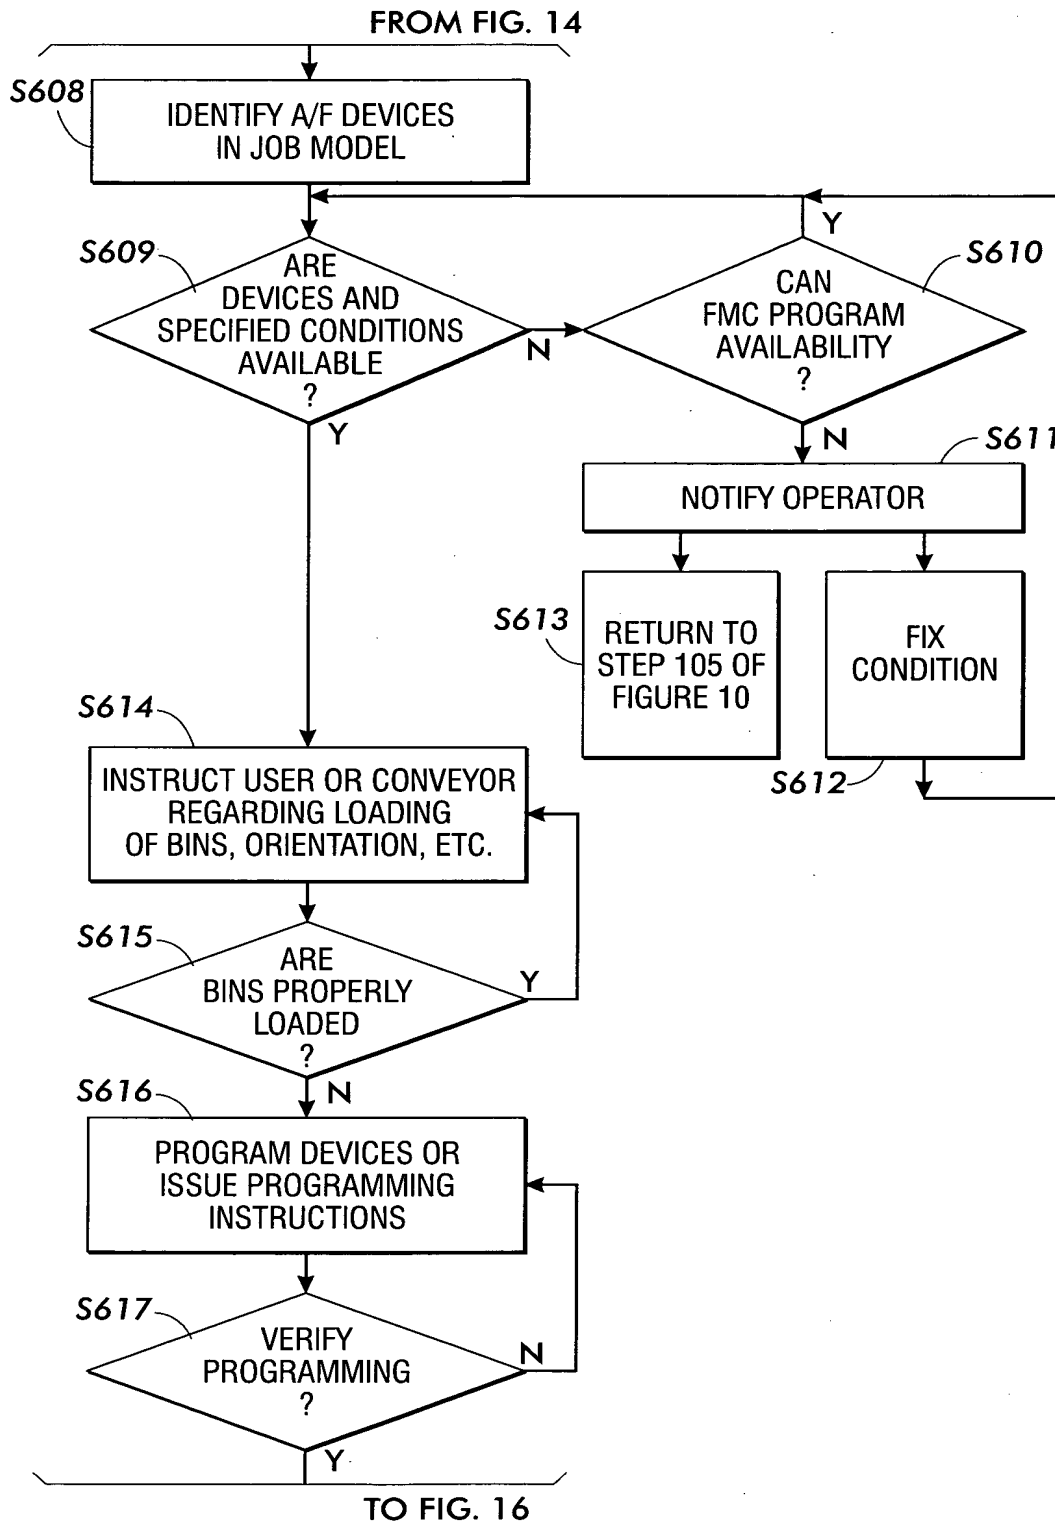 FROM FIG. 14
S608
IDENTIFY A/F DEVICES
IN JOB MODEL
S609
ARE
DEVICES AND
SPECIFIED CONDITIONS
AVAILABLE
?
N
Y
S610
CAN
FMC PROGRAM
AVAILABILITY
?
Y
N
S611
NOTIFY OPERATOR
S613
RETURN TO
STEP 105 OF
FIGURE 10
FIX
CONDITION
S612
S614
INSTRUCT USER OR CONVEYOR
REGARDING LOADING
OF BINS, ORIENTATION, ETC.
S615
ARE
BINS PROPERLY
LOADED
?
Y
N
S616
PROGRAM DEVICES OR
ISSUE PROGRAMMING
INSTRUCTIONS
S617
VERIFY
PROGRAMMING
?
N
Y
TO FIG. 16